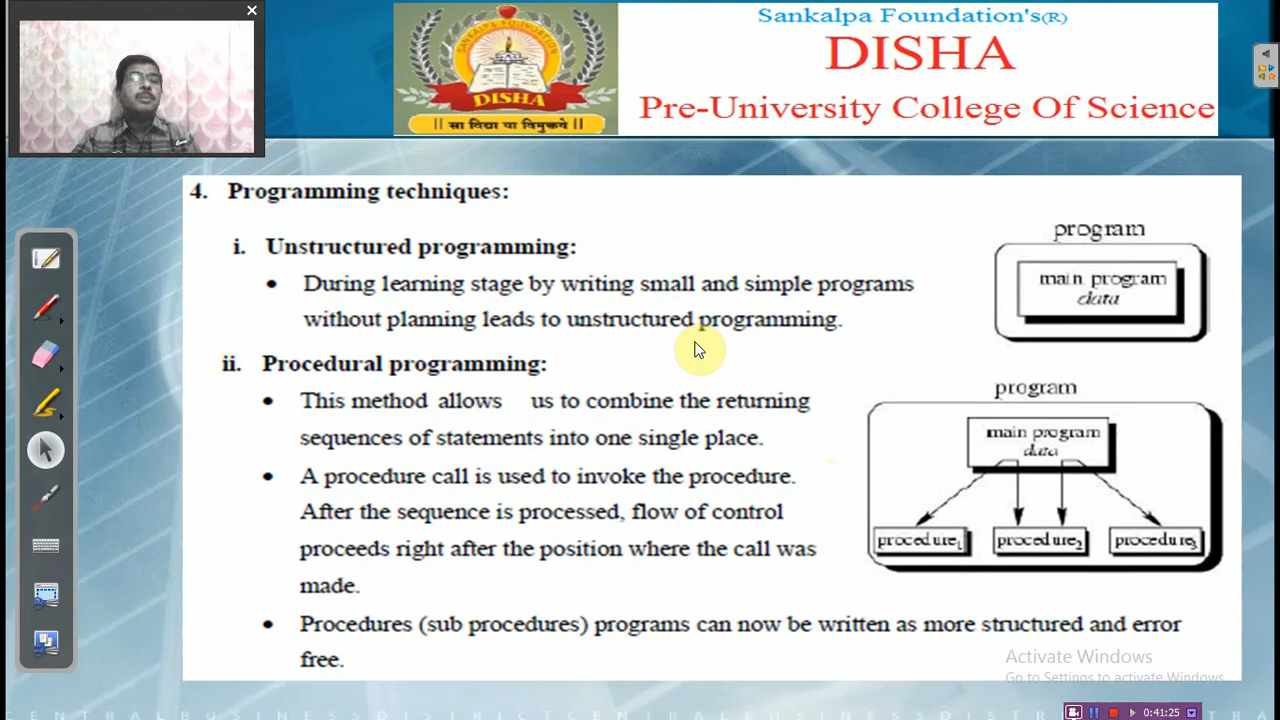 Sankalpa Foundation's(R)
DISHA
Pre-University College Of Science
SANKALPA FOUNDATION'S
DISHA
|| सा विद्या या विमुक्तये ||
4. Programming techniques:
i. Unstructured programming:
• During learning stage by writing small and simple programs
without planning leads to unstructured programming.
program
main program
data
ii. Procedural programming:
• This method allows us to combine the returning
sequences of statements into one single place.
• A procedure call is used to invoke the procedure.
After the sequence is processed, flow of control
proceeds right after the position where the call was
made.
• Procedures (sub procedures) programs can now be written as more structured and error
free.
program
main program
data
procedure1
procedure2
procedure3
Activate Windows
Go to Settings to activate Windows.
CENTRALBUSINESSDISTRICT
0:41:25